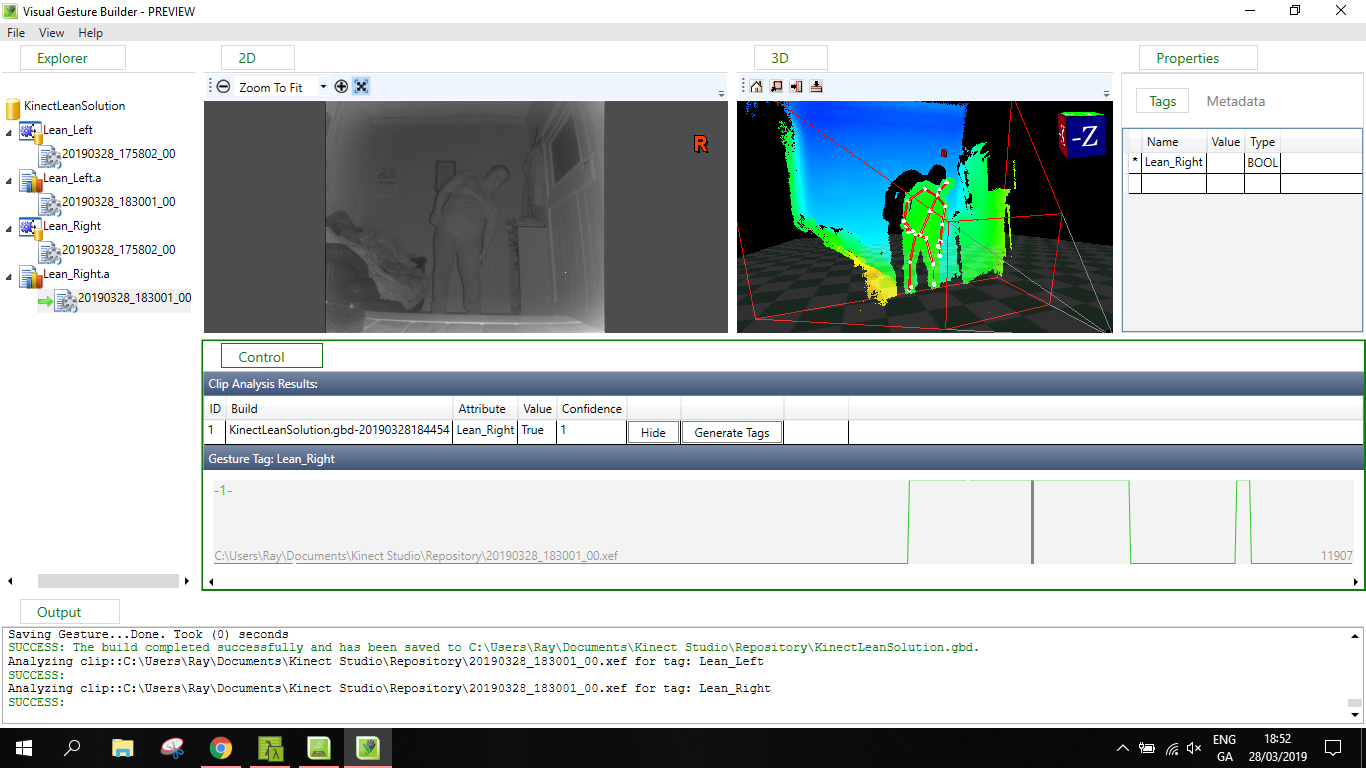 Visual Gesture Builder - PREVIEW
File View Help
Explorer
2D
3D
Properties
Zoom To Fit
KinectLeanSolution
Lean_Left
20190328_175802_00
Lean_Left.a
20190328_183001_00
Lean_Right
20190328_175802_00
Lean_Right.a
20190328_183001_00
R
-Z
Tags Metadata
Name Value Type
* Lean_Right BOOL
Control
Clip Analysis Results:
ID Build Attribute Value Confidence
1 KinectLeanSolution.gbd-20190328184454 Lean_Right True 1 Hide Generate Tags
Gesture Tag: Lean_Right
-1-
C:\Users\Ray\Documents\Kinect Studio\Repository\20190328_183001_00.xef
11907
Output
Saving Gesture...Done. Took (0) seconds
SUCCESS: The build completed successfully and has been saved to C:\Users\Ray\Documents\Kinect Studio\Repository\KinectLeanSolution.gbd.
Analyzing clip::C:\Users\Ray\Documents\Kinect Studio\Repository\20190328_183001_00.xef for tag: Lean_Left
SUCCESS:
Analyzing clip::C:\Users\Ray\Documents\Kinect Studio\Repository\20190328_183001_00.xef for tag: Lean_Right
SUCCESS:
ENG
GA
18:52
28/03/2019